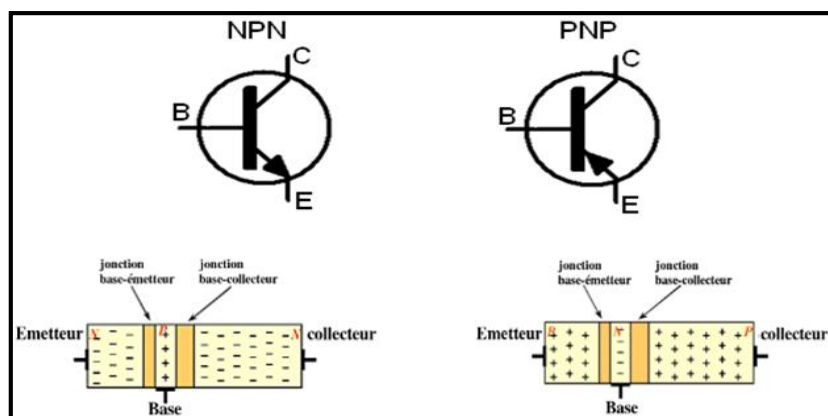 NPN
C
B
E
PNP
C
B
E
jonction
base-émetteur
jonction
base-collecteur
Emetteur
N
P
N
collecteur
Base
jonction
base-émetteur
jonction
base-collecteur
Emetteur
P
N
P
collecteur
Base